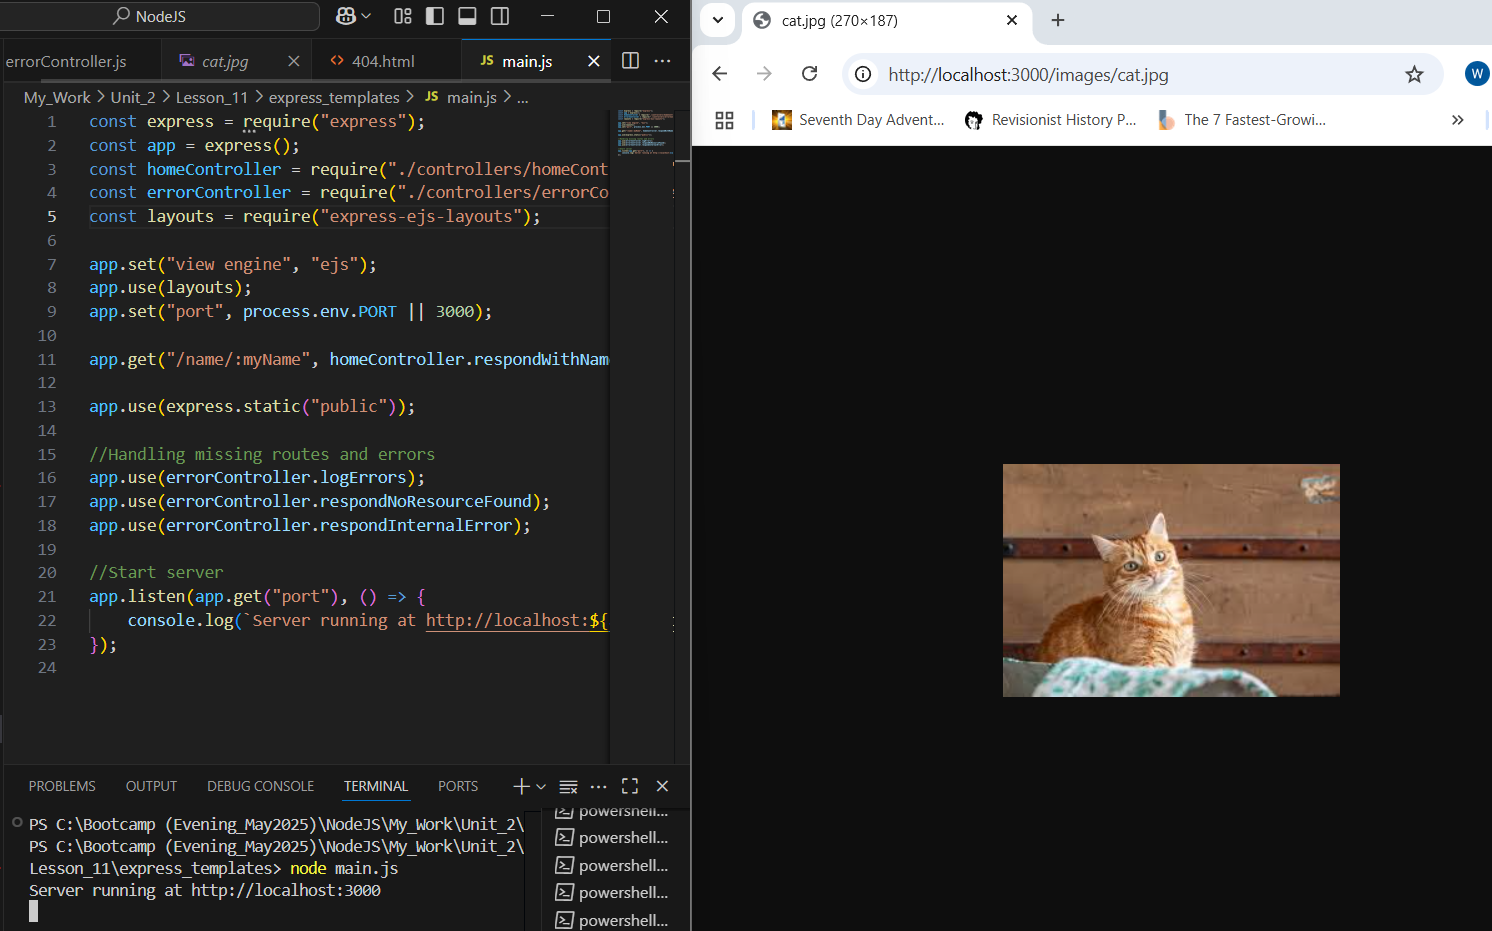 NodeJS
errorController.js
cat.jpg
404.html
JS main.js
My_Work > Unit_2 > Lesson_11 > express_templates > JS main.js > ...
1 const express = require("express");
2 const app = express();
3 const homeController = require("./controllers/homeCont
4 const errorController = require("./controllers/errorCo
5 const layouts = require("express-ejs-layouts");
6
7 app.set("view engine", "ejs");
8 app.use(layouts);
9 app.set("port", process.env.PORT || 3000);
10
11 app.get("/name/:myName", homeController.respondWithNam
12
13 app.use(express.static("public"));
14
15 //Handling missing routes and errors
16 app.use(errorController.logErrors);
17 app.use(errorController.respondNoResourceFound);
18 app.use(errorController.respondInternalError);
19
20 //Start server
21 app.listen(app.get("port"), () => {
22 console.log(`Server running at http://localhost:${
23 });
24
PROBLEMS OUTPUT DEBUG CONSOLE TERMINAL PORTS
PS C:\Bootcamp (Evening_May2025)\NodeJS\My_Work\Unit_2\
PS C:\Bootcamp (Evening_May2025)\NodeJS\My_Work\Unit_2\
Lesson_11\express_templates> node main.js
Server running at http://localhost:3000
powershell...
powershell...
powershell...
powershell...
powershell...
cat.jpg (270×187)
http://localhost:3000/images/cat.jpg
W
Seventh Day Advent...
Revisionist History P...
The 7 Fastest-Growi...